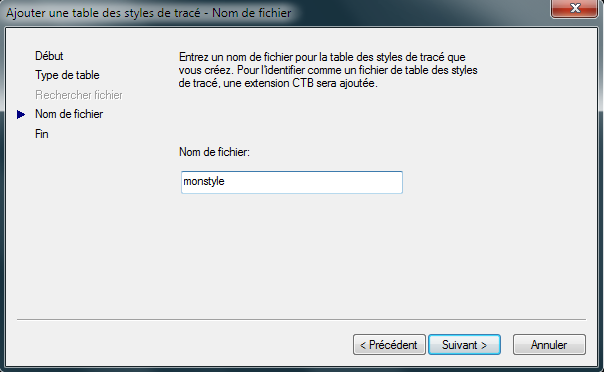 Ajouter une table des styles de tracé - Nom de fichier
Début
Type de table
Rechercher fichier
Nom de fichier
Fin
Entrez un nom de fichier pour la table des styles de tracé que
vous créez. Pour l'identifier comme un fichier de table des styles
de tracé, une extension CTB sera ajoutée.
Nom de fichier:
monstyle
< Précédent
Suivant >
Annuler